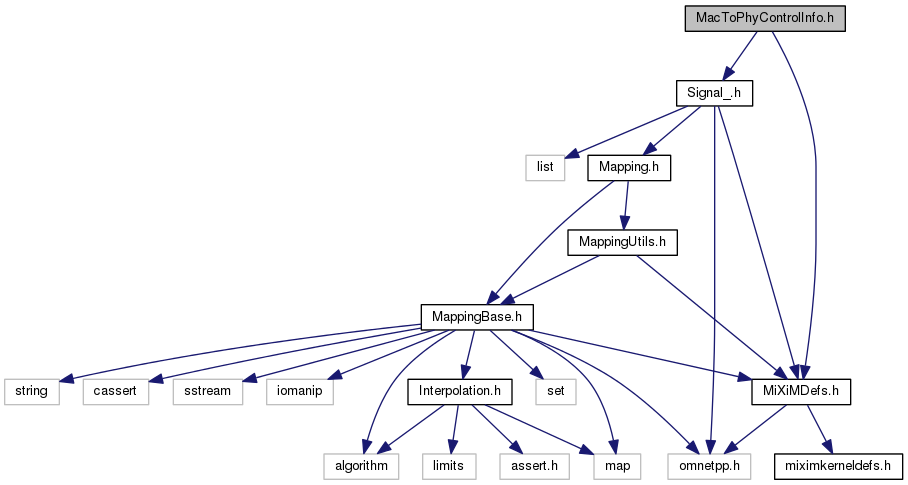 MacToPhyControlInfo.h
Signal_.h
list
Mapping.h
MappingUtils.h
MappingBase.h
string
cassert
sstream
iomanip
Interpolation.h
set
MiXiMDefs.h
algorithm
limits
assert.h
map
omnetpp.h
miximkerneldefs.h